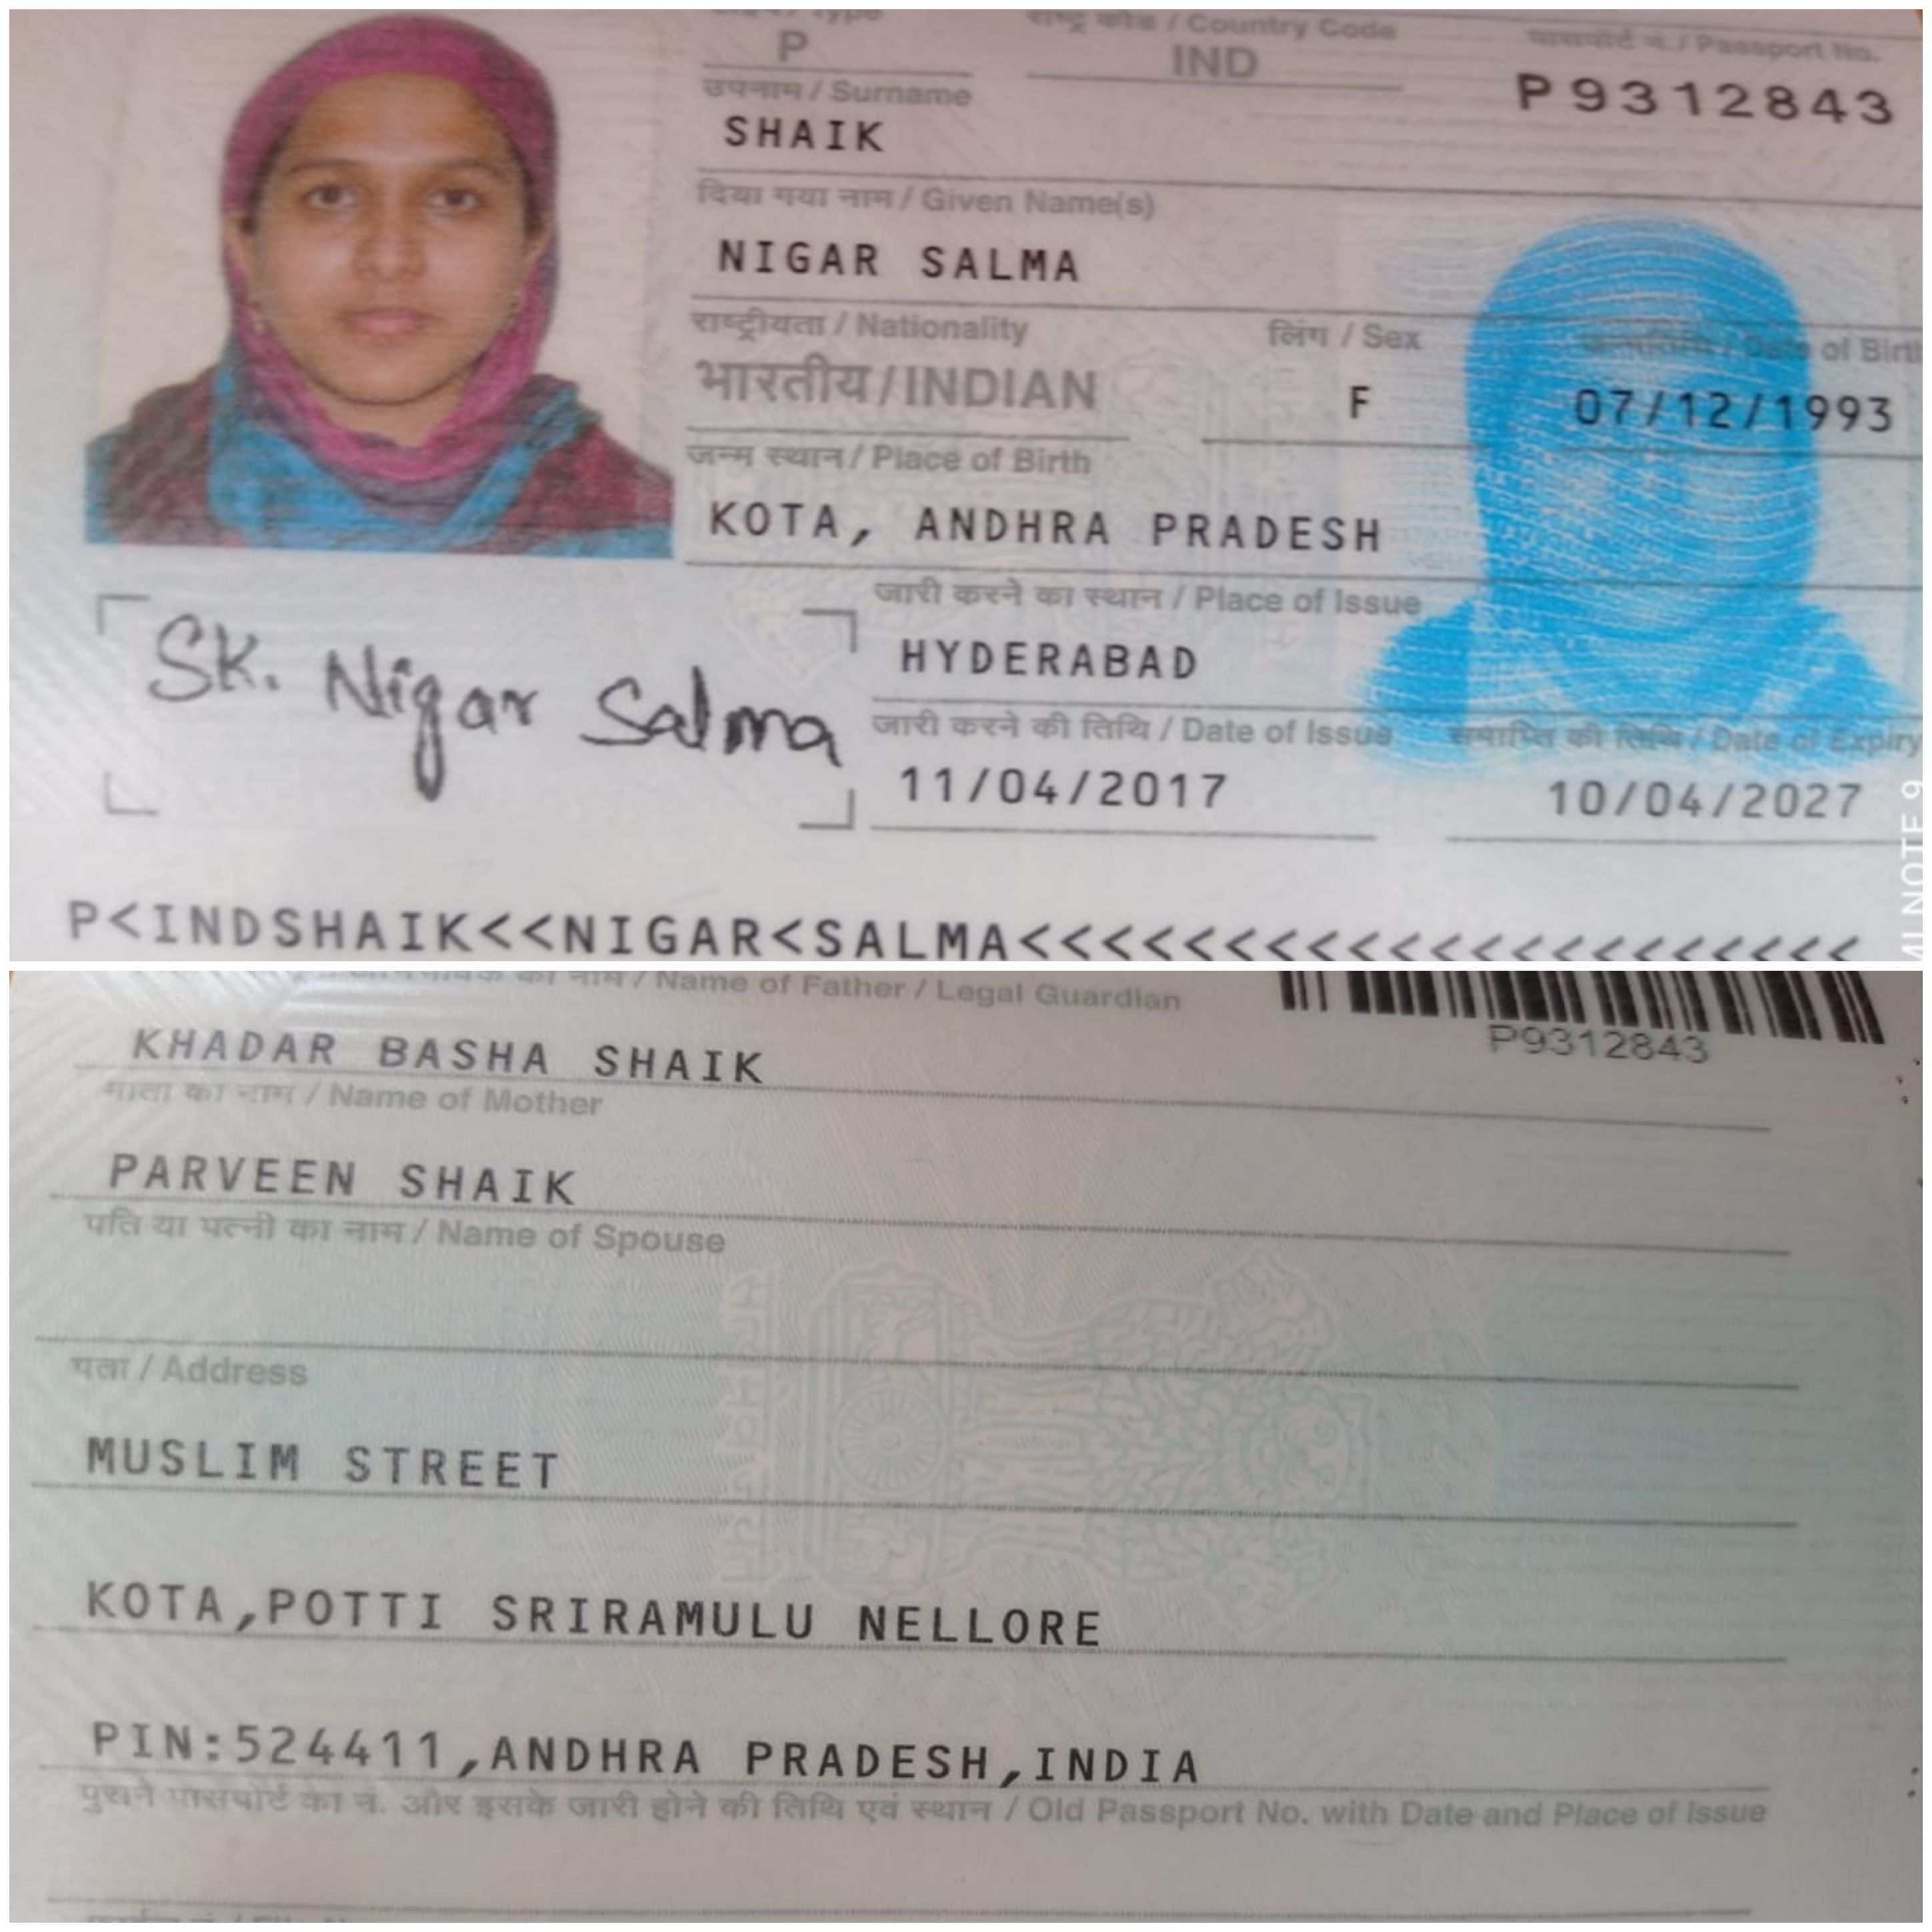 Type
P
राष्ट्र कोड / Country Code
IND
पासपोर्ट नं. / Passport No.
P9312843
उपनाम / Surname
SHAIK
दिया गया नाम / Given Name(s)
NIGAR SALMA
राष्ट्रीयता / Nationality
भारतीय / INDIAN
लिंग / Sex
F
जन्मतिथि / Date of Birth
07/12/1993
जन्म स्थान / Place of Birth
KOTA, ANDHRA PRADESH
जारी करने का स्थान / Place of Issue
HYDERABAD
Sk. Nigar Salma
जारी करने की तिथि / Date of Issue
11/04/2017
समाप्ति की तिथि / Date of Expiry
10/04/2027
MI NOTE 9
P<INDSHAIK<<NIGAR<SALMA<<<<<<<<<<<<<<<<<<<<<
का नाम / Name of Father / Legal Guardian
KHADAR BASHA SHAIK
P9312843
माता का नाम / Name of Mother
PARVEEN SHAIK
पति या पत्नी का नाम / Name of Spouse
पता / Address
MUSLIM STREET
KOTA,POTTI SRIRAMULU NELLORE
PIN:524411,ANDHRA PRADESH,INDIA
पुराने पासपोर्ट का नं. और इसके जारी होने की तिथि एवं स्थान / Old Passport No. with Date and Place of Issue